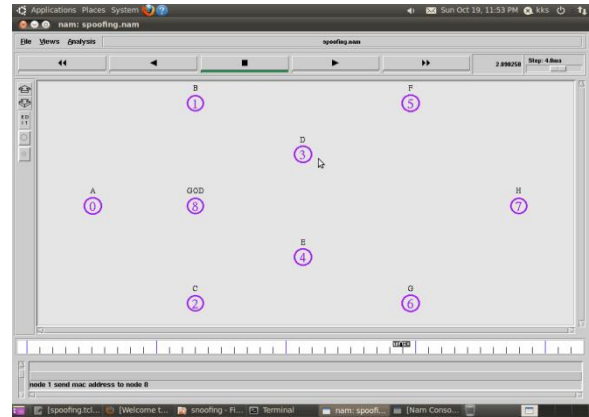 Applications Places System Sun Oct 19, 11:53 PM kks
nam: spoofing.nam
File Views Analysis spoofing.nam
2.090250 Step: 4.0ms
B
1
F
5
D
3
A
0
GOD
8
H
7
E
4
C
2
G
6
node 1 send mac address to node 8
[spoofing.tcl... [Welcome t... snoofing - Fi... Terminal nam: spoofi... [Nam Conso...